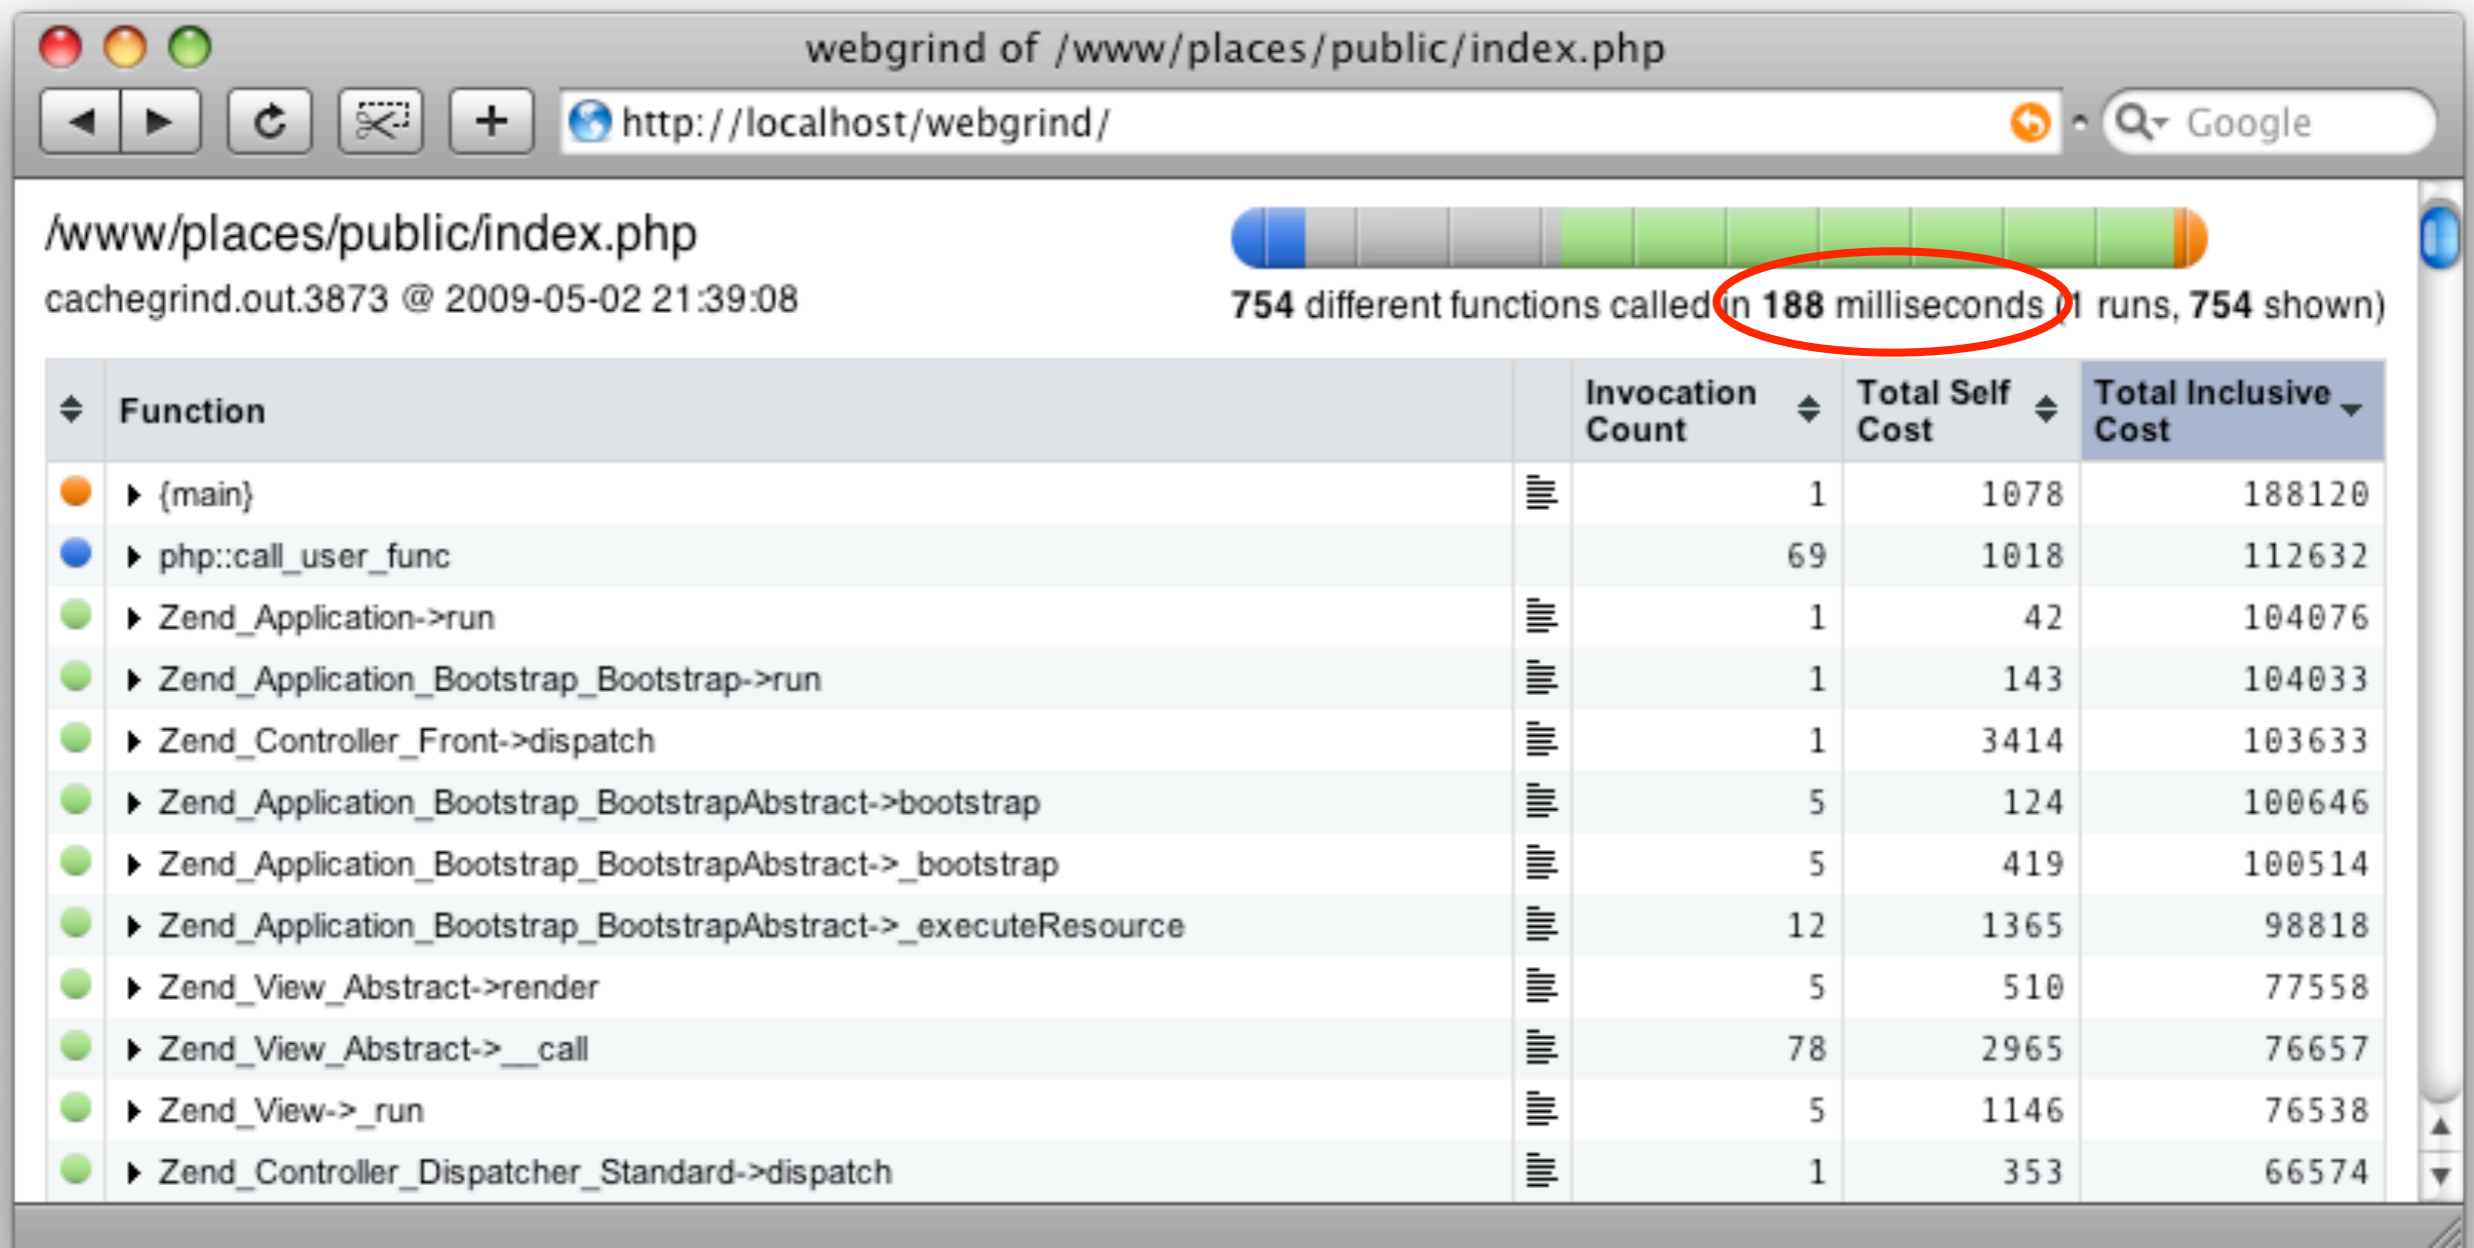 webgrind of /www/places/public/index.php
http://localhost/webgrind/ Google
/www/places/public/index.php
cachegrind.out.3873 @ 2009-05-02 21:39:08
754 different functions called in 188 milliseconds (1 runs, 754 shown)
Function Invocation Count Total Self Cost Total Inclusive Cost
{main} 1 1078 188120
php::call_user_func 69 1018 112632
Zend_Application->run 1 42 104076
Zend_Application_Bootstrap_Bootstrap->run 1 143 104033
Zend_Controller_Front->dispatch 1 3414 103633
Zend_Application_Bootstrap_BootstrapAbstract->bootstrap 5 124 100646
Zend_Application_Bootstrap_BootstrapAbstract->_bootstrap 5 419 100514
Zend_Application_Bootstrap_BootstrapAbstract->_executeResource 12 1365 98818
Zend_View_Abstract->render 5 510 77558
Zend_View_Abstract->__call 78 2965 76657
Zend_View->_run 5 1146 76538
Zend_Controller_Dispatcher_Standard->dispatch 1 353 66574